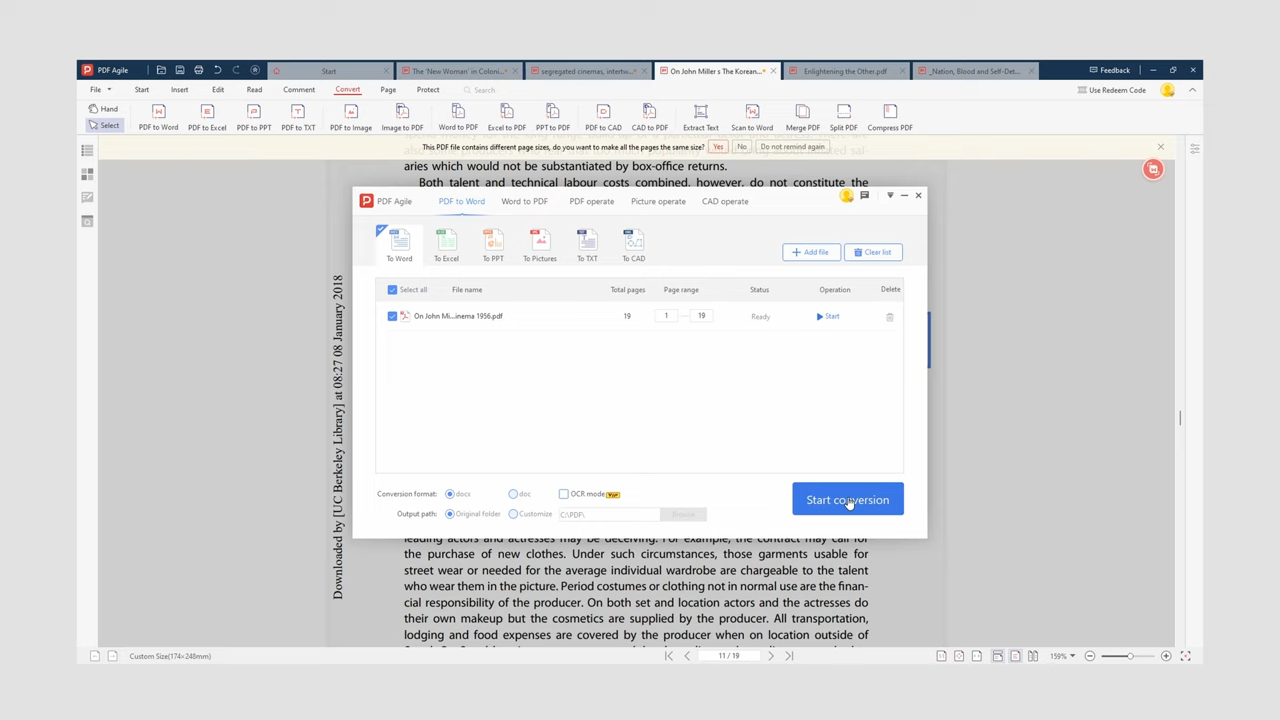 PDF Agile
Start
The 'New Woman' in Coloni...
segregated cinemas, intertw...
On John Miller s The Korean...
Enlightening the Other.pdf
_Nation, Blood and Self-Det...
Feedback
File Start Insert Edit Read Comment Convert Page Protect Search
Use Redeem Code
Hand
Select
PDF to Word PDF to Excel PDF to PPT PDF to TXT PDF to Image Image to PDF Word to PDF Excel to PDF PPT to PDF PDF to CAD CAD to PDF Extract Text Scan to Word Merge PDF Split PDF Compress PDF
This PDF file contains different page sizes, do you want to make all the pages the same size? Yes No Do not remind again
aries which would not be substantiated by box-office returns.
Both talent and technical labour costs combined, however, do not constitute the
PDF Agile PDF to Word Word to PDF PDF operate Picture operate CAD operate
To Word To Excel To PPT To Pictures To TXT To CAD
Add file Clear list
Select all File name Total pages Page range Status Operation Delete
On John Mi...inema 1956.pdf 19 1 19 Ready Start
Conversion format: docx doc OCR mode VIP
Output path: Original folder Customize C:\PDF\ Browse
Start conversion
Downloaded by [UC Berkeley Library] at 08:27 08 January 2018
leading actors and actresses may be deceiving. For example, the contract may call for
the purchase of new clothes. Under such circumstances, those garments usable for
street wear or needed for the average individual wardrobe are chargeable to the talent
who wear them in the picture. Period costumes or clothing not in normal use are the finan-
cial responsibility of the producer. On both set and location actors and the actresses do
their own makeup but the cosmetics are supplied by the producer. All transportation,
lodging and food expenses are covered by the producer when on location outside of
Custom Size(174×248mm)
11 / 19
159%